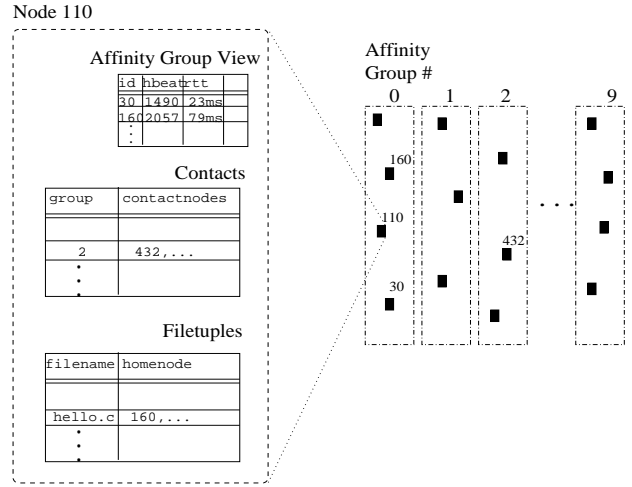 Node 110
Affinity Group View
id hbeat rtt
30 1490 23ms
160 2057 79ms
Contacts
group contactnodes
2 432,...
Filetuples
filename homenode
hello.c 160,...
Affinity
Group #
0 1 2 9
160
110
432
30
. . .